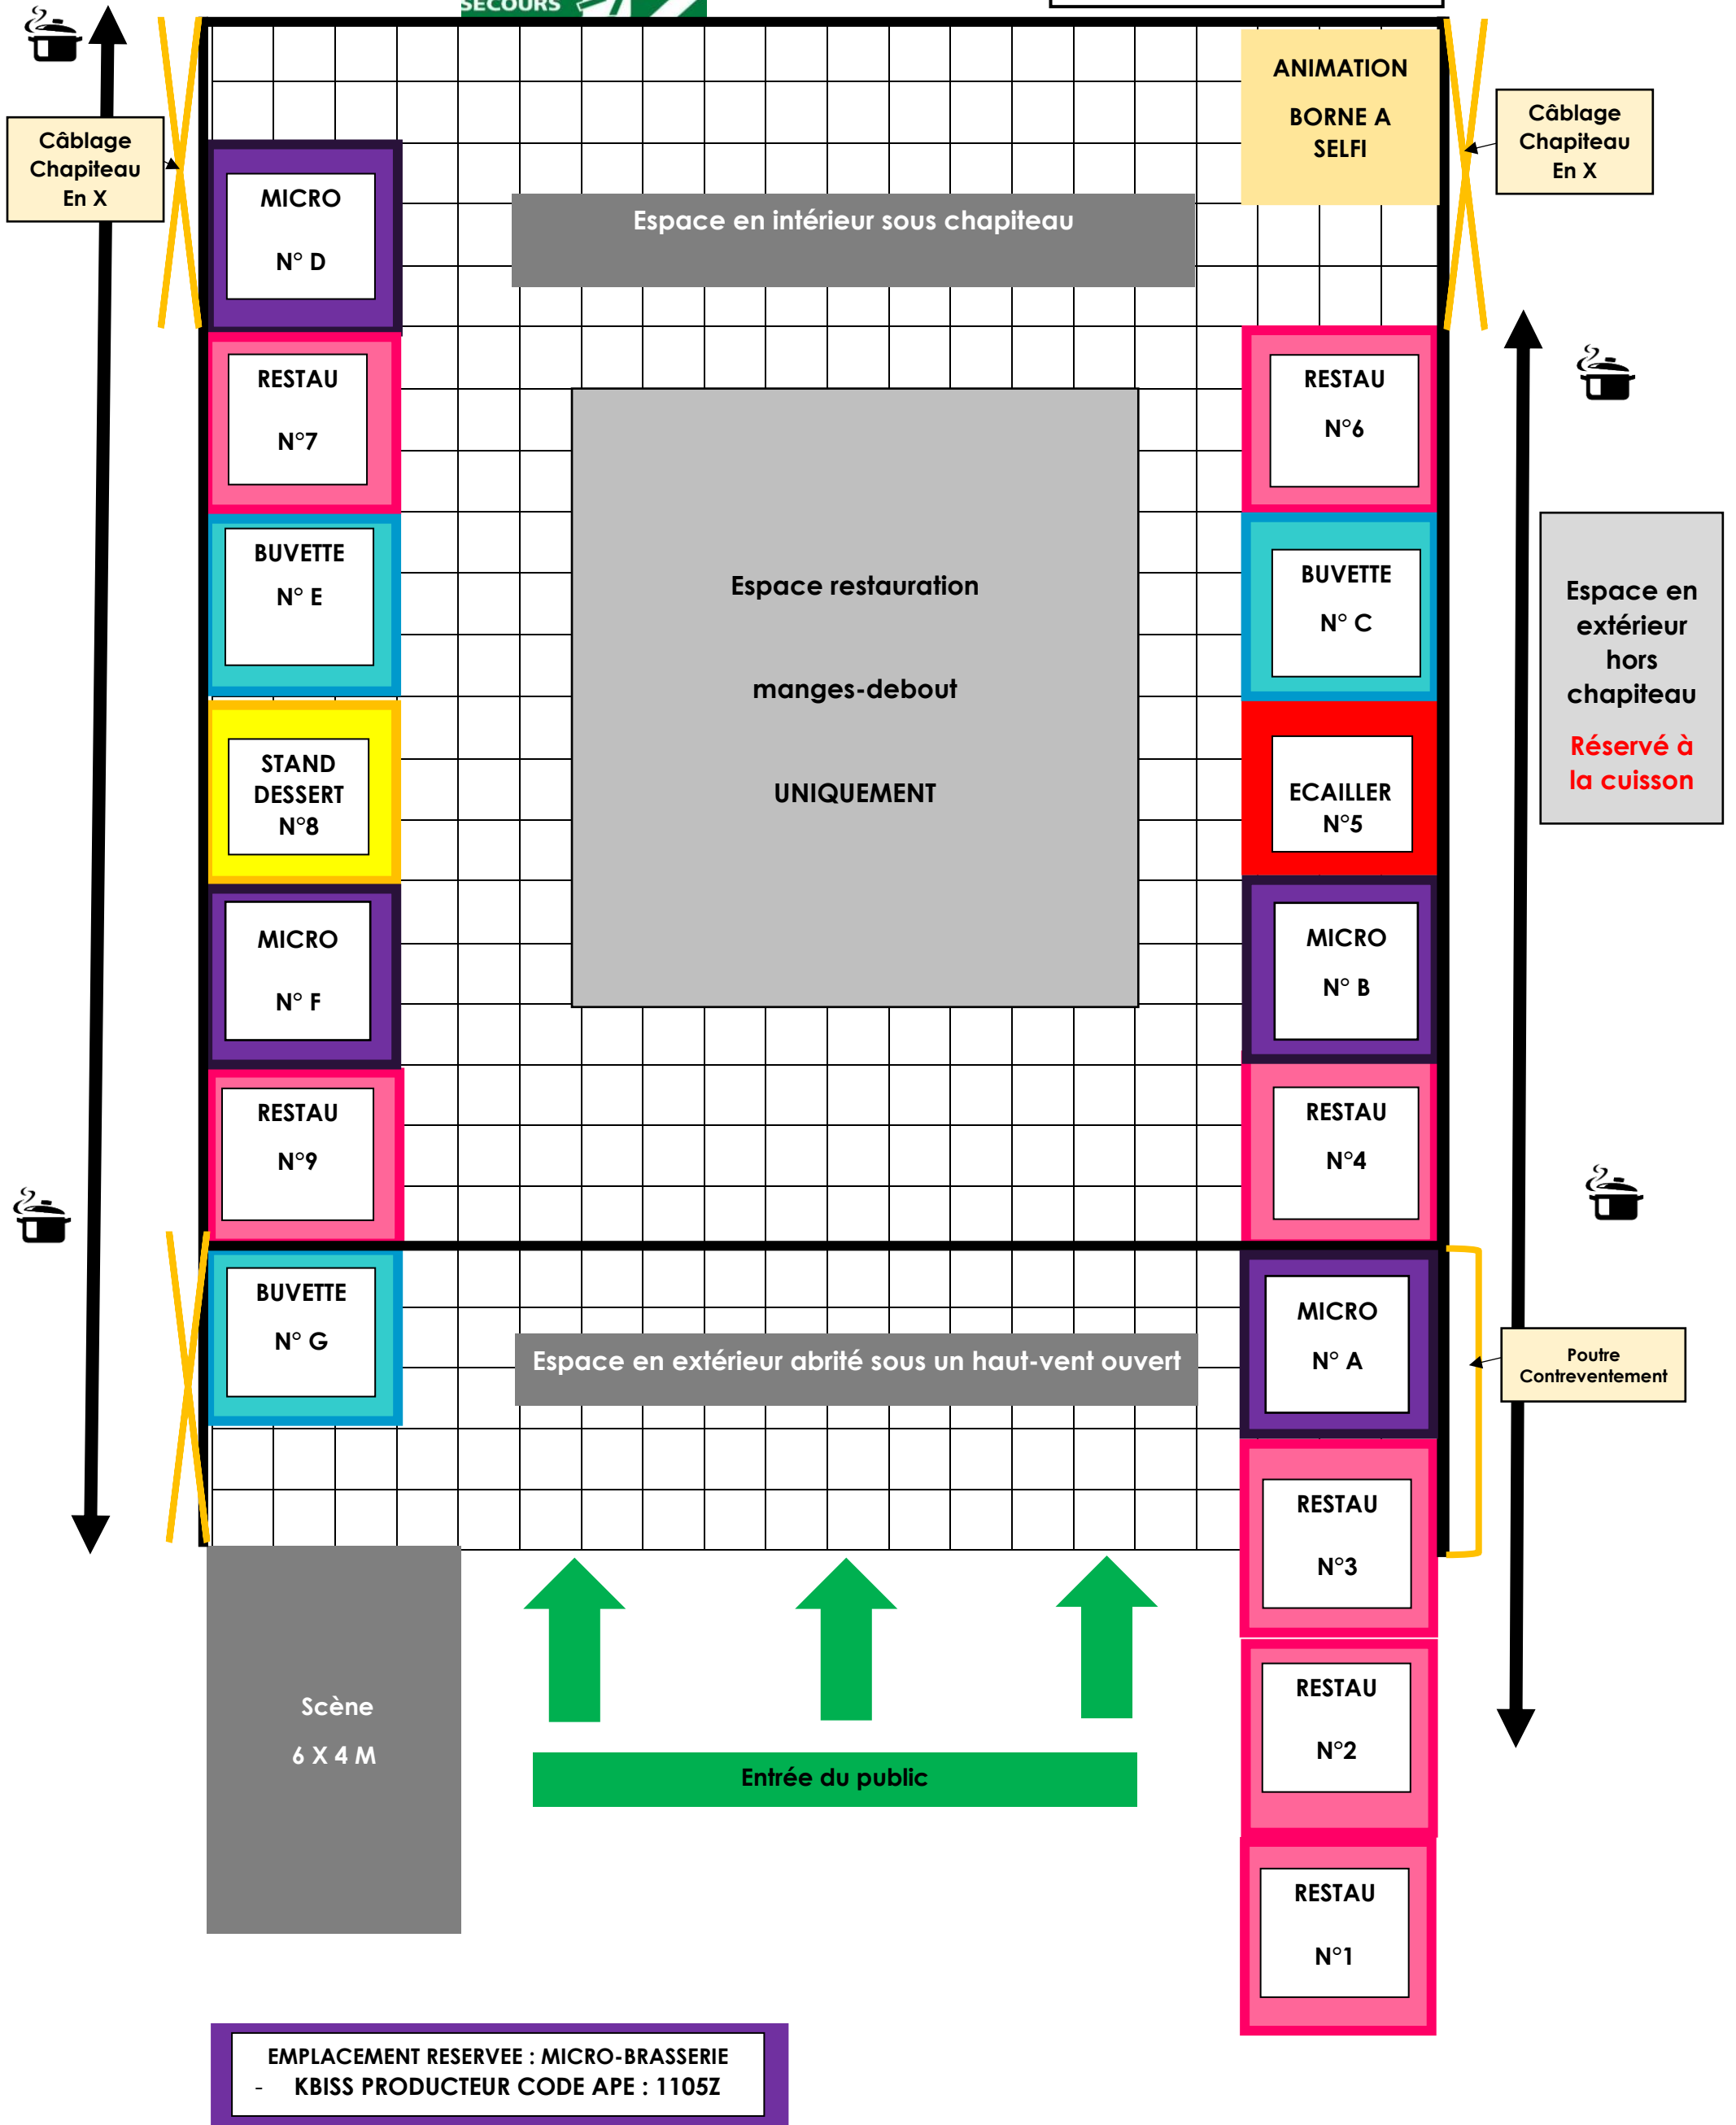 SECOURS
ANIMATION
BORNE A
SELFI
Câblage
Chapiteau
En X
Câblage
Chapiteau
En X
MICRO
N° D
Espace en intérieur sous chapiteau
RESTAU
N°7
RESTAU
N°6
BUVETTE
N° E
Espace restauration
manges-debout
UNIQUEMENT
BUVETTE
N° C
Espace en
extérieur
hors
chapiteau
Réservé à
la cuisson
STAND
DESSERT
N°8
ECAILLER
N°5
MICRO
N° F
MICRO
N° B
RESTAU
N°9
RESTAU
N°4
BUVETTE
N° G
Espace en extérieur abrité sous un haut-vent ouvert
MICRO
N° A
Poutre
Contreventement
RESTAU
N°3
Scène
6 X 4 M
RESTAU
N°2
Entrée du public
RESTAU
N°1
EMPLACEMENT RESERVEE : MICRO-BRASSERIE
- KBISS PRODUCTEUR CODE APE : 1105Z